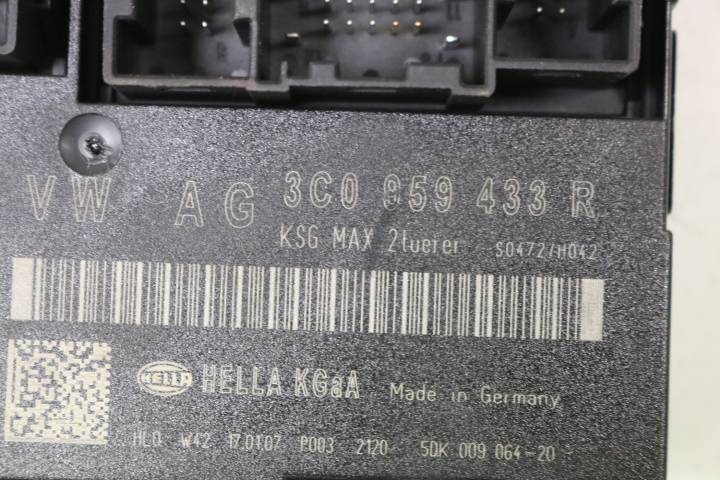 VW AG 3C0 959 433 R
KSG MAX 2tuerer S0472/H042
HELLA HELLA KGaA Made in Germany
HLO W42 17.01.07 P003 2120 5DK 009 064-20